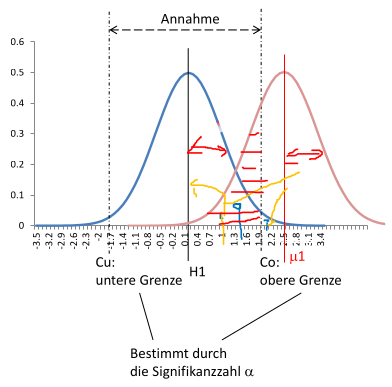 Annahme
0.6
0.5
0.4
0.3
0.2
0.1
0
-3.5 -3.2 -2.9 -2.6 -2.3 -2 -1.7 -1.4 -1.1 -0.8 -0.5 -0.2 0.1 0.4 0.7 1 1.3 1.6 1.9 2.2 2.5 2.8 3.1 3.4
Cu:
untere Grenze
H1
Co:
obere Grenze
μ1
Bestimmt durch
die Signifikanzzahl α